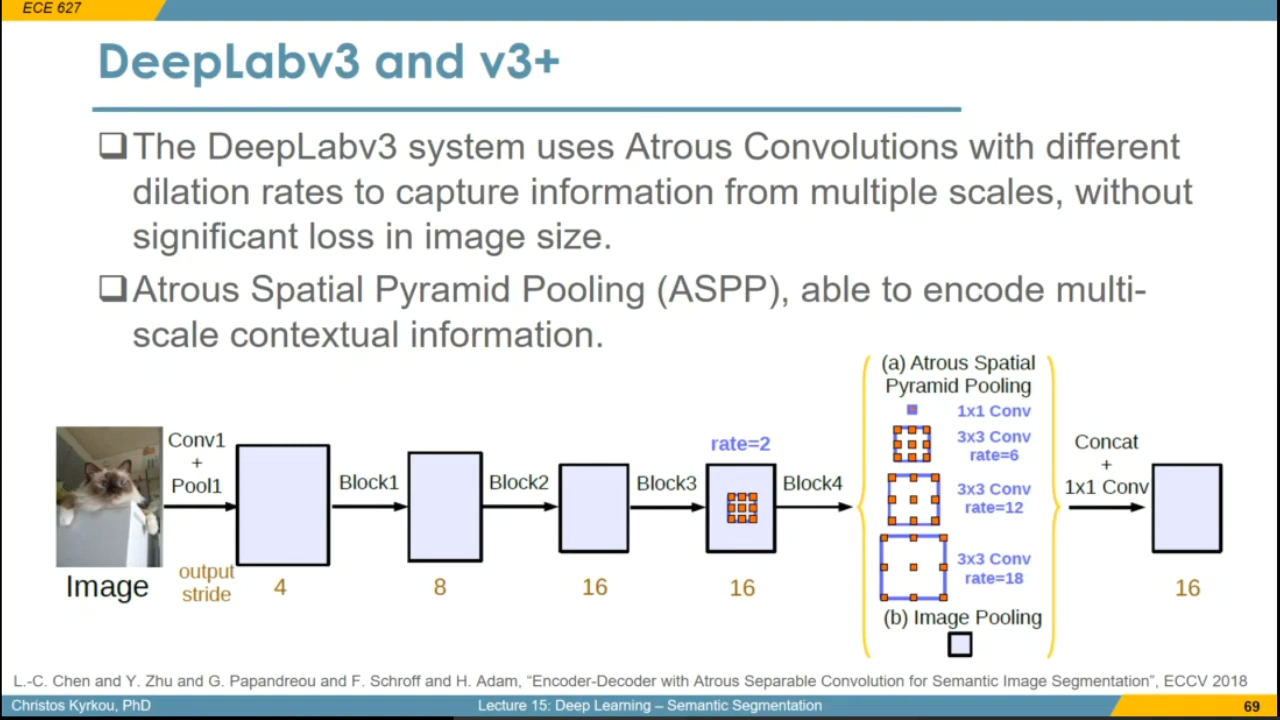 ECE 627
DeepLabv3 and v3+
❑The DeepLabv3 system uses Atrous Convolutions with different
dilation rates to capture information from multiple scales, without
significant loss in image size.
❑Atrous Spatial Pyramid Pooling (ASPP), able to encode multi-
scale contextual information.
Image
Conv1
+
Pool1
output
stride
4
Block1
8
Block2
16
Block3
rate=2
16
Block4
(a) Atrous Spatial
Pyramid Pooling
1x1 Conv
3x3 Conv
rate=6
3x3 Conv
rate=12
3x3 Conv
rate=18
(b) Image Pooling
Concat
+
1x1 Conv
16
L.-C. Chen and Y. Zhu and G. Papandreou and F. Schroff and H. Adam, “Encoder-Decoder with Atrous Separable Convolution for Semantic Image Segmentation”, ECCV 2018
Christos Kyrkou, PhD
Lecture 15: Deep Learning – Semantic Segmentation
69